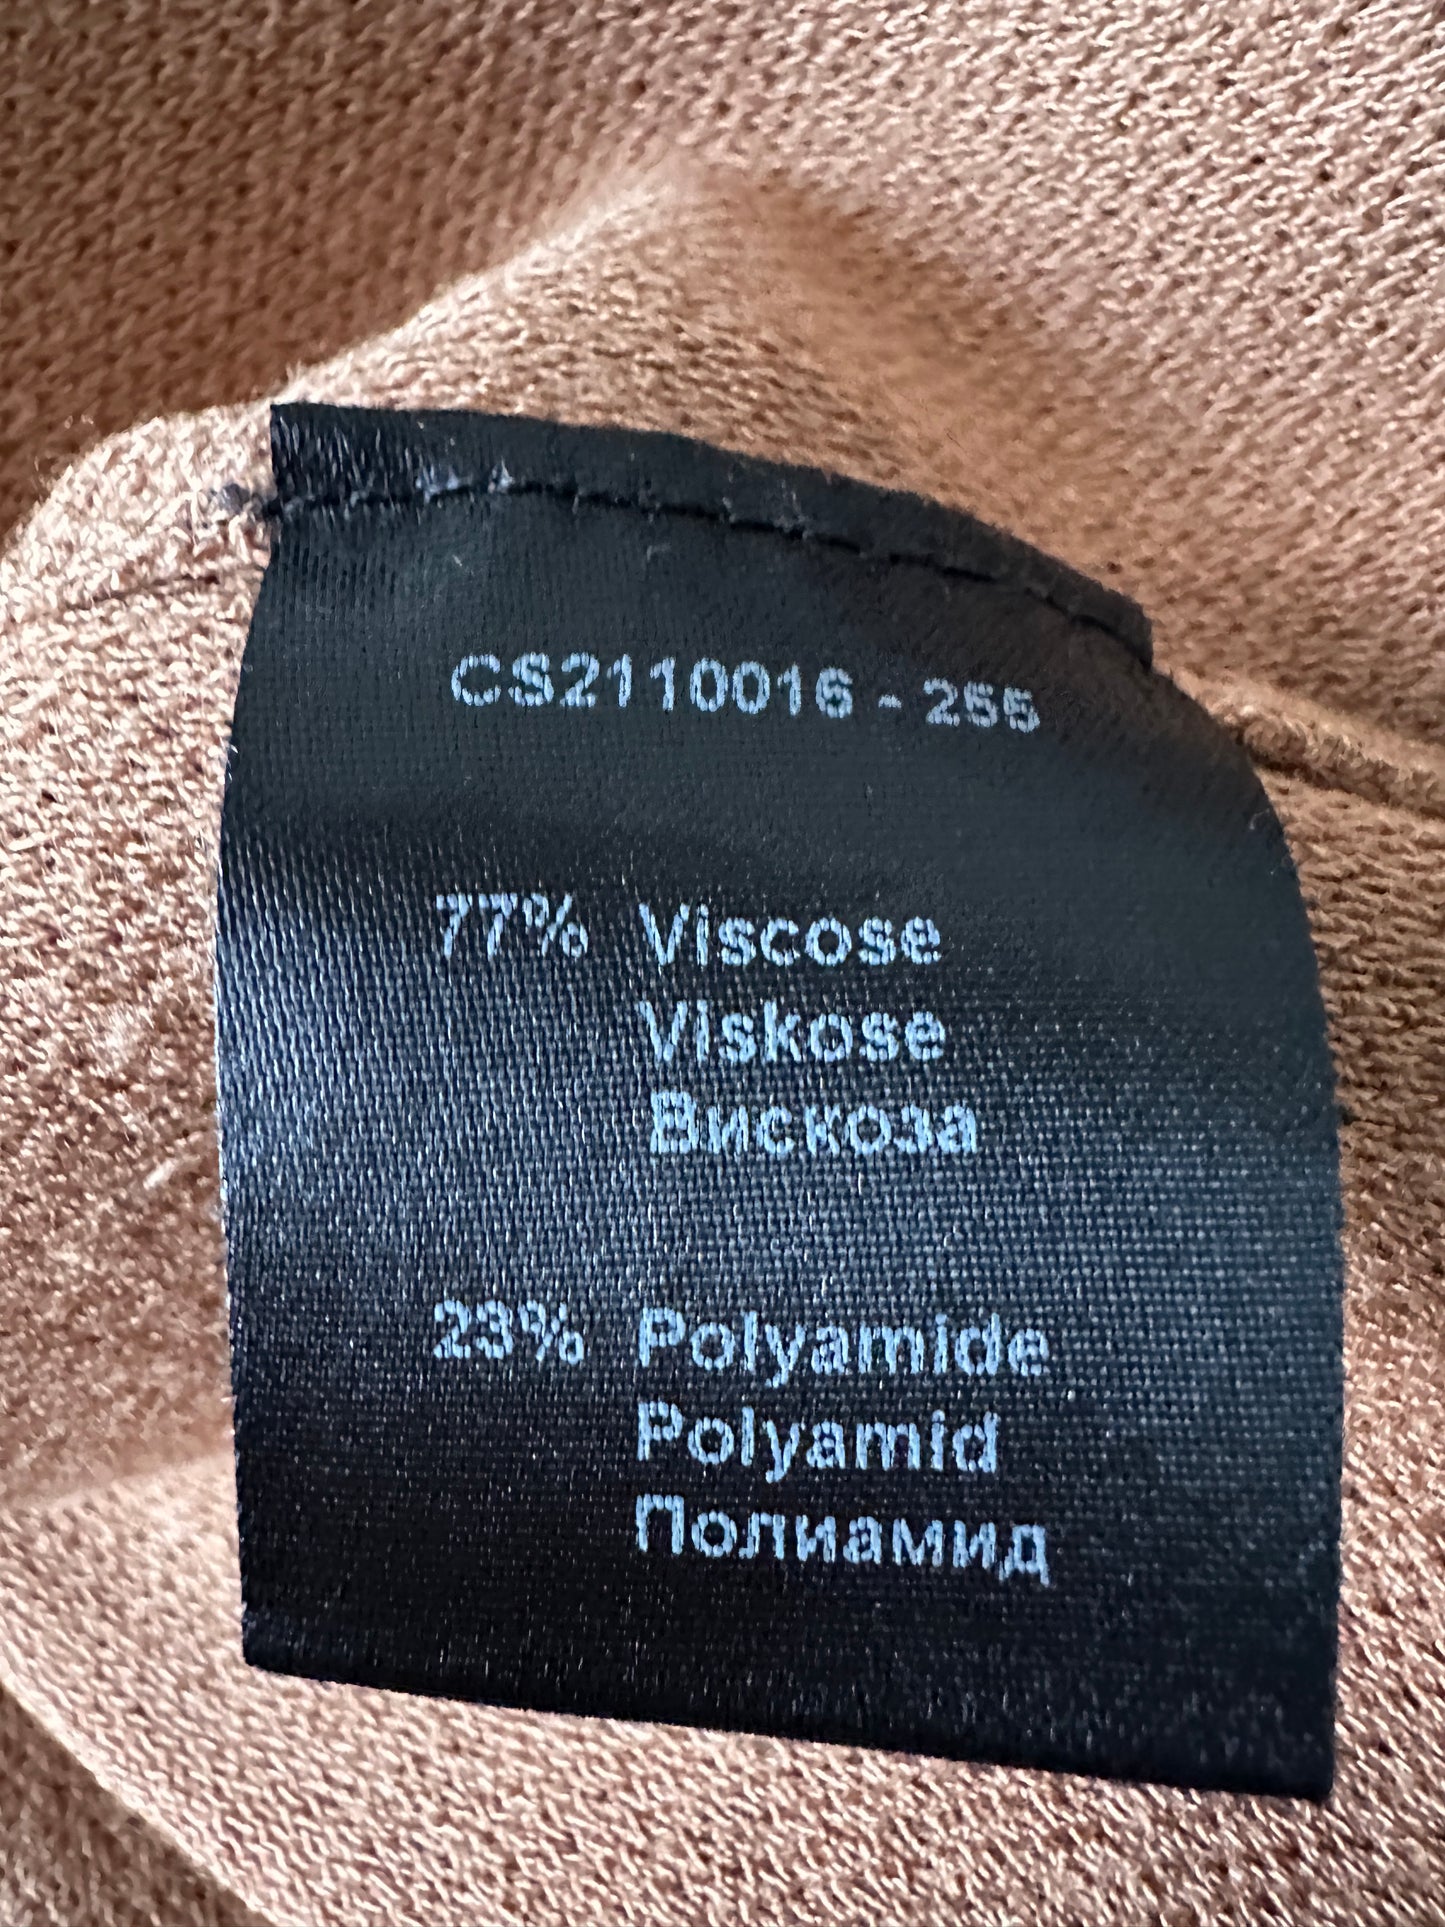 CS2110016 - 255
77% Viscose
Viskose
Вискоза
23% Polyamide
Polyamid
Полиамид